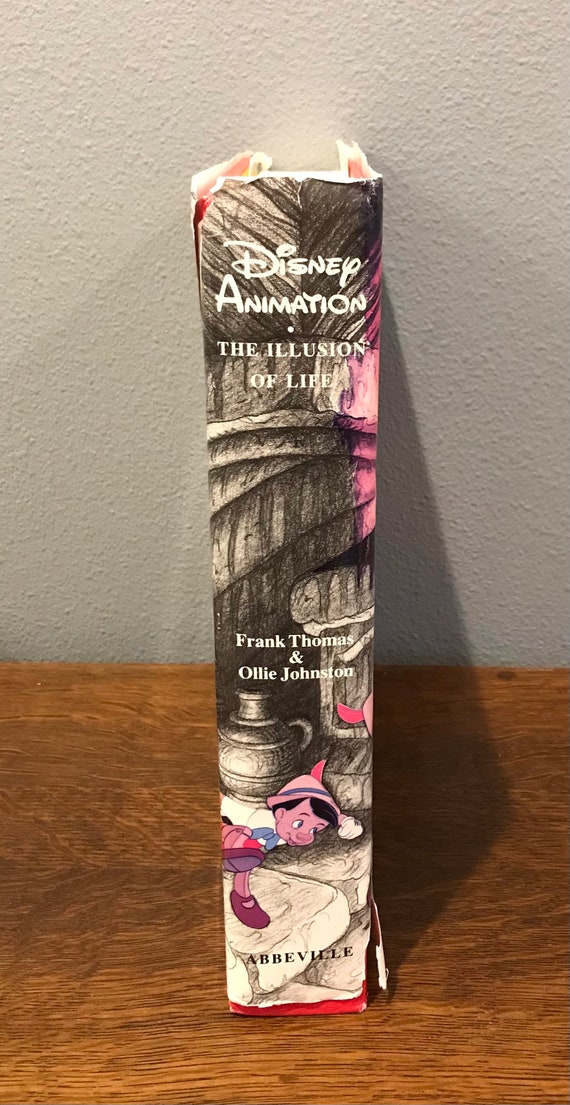 Disney
Animation
•
THE ILLUSION
OF LIFE
Frank Thomas
&
Ollie Johnston
ABBEVILLE